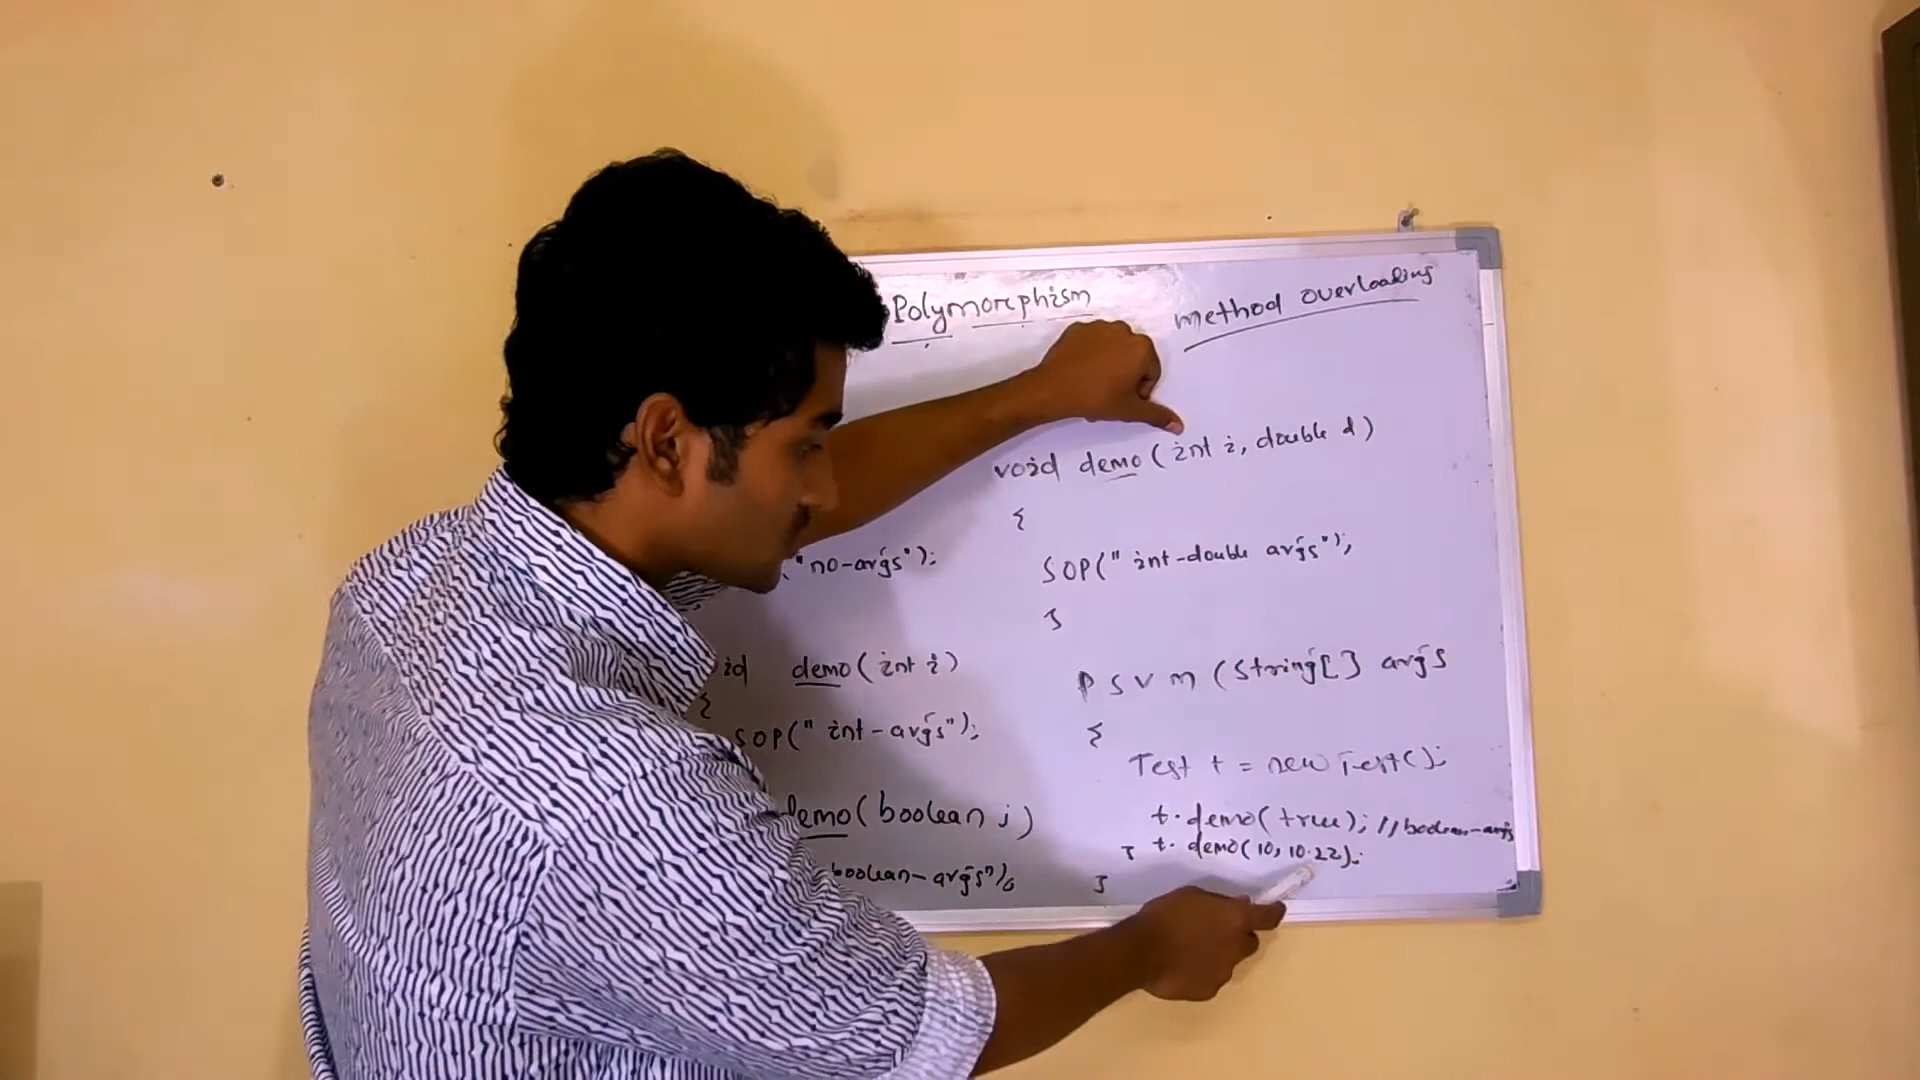 Polymorphism
method overloading
"no-args");
demo(int i)
{
SOP("int-args");
demo(boolean j)
boolean-args");
void demo(int i, double d)
{
SOP("int-double args");
}
PSVM (String[] args
{
Test t = new Test();
t.demo(true); //boolean-args
} t.demo(10, 10.22);
}